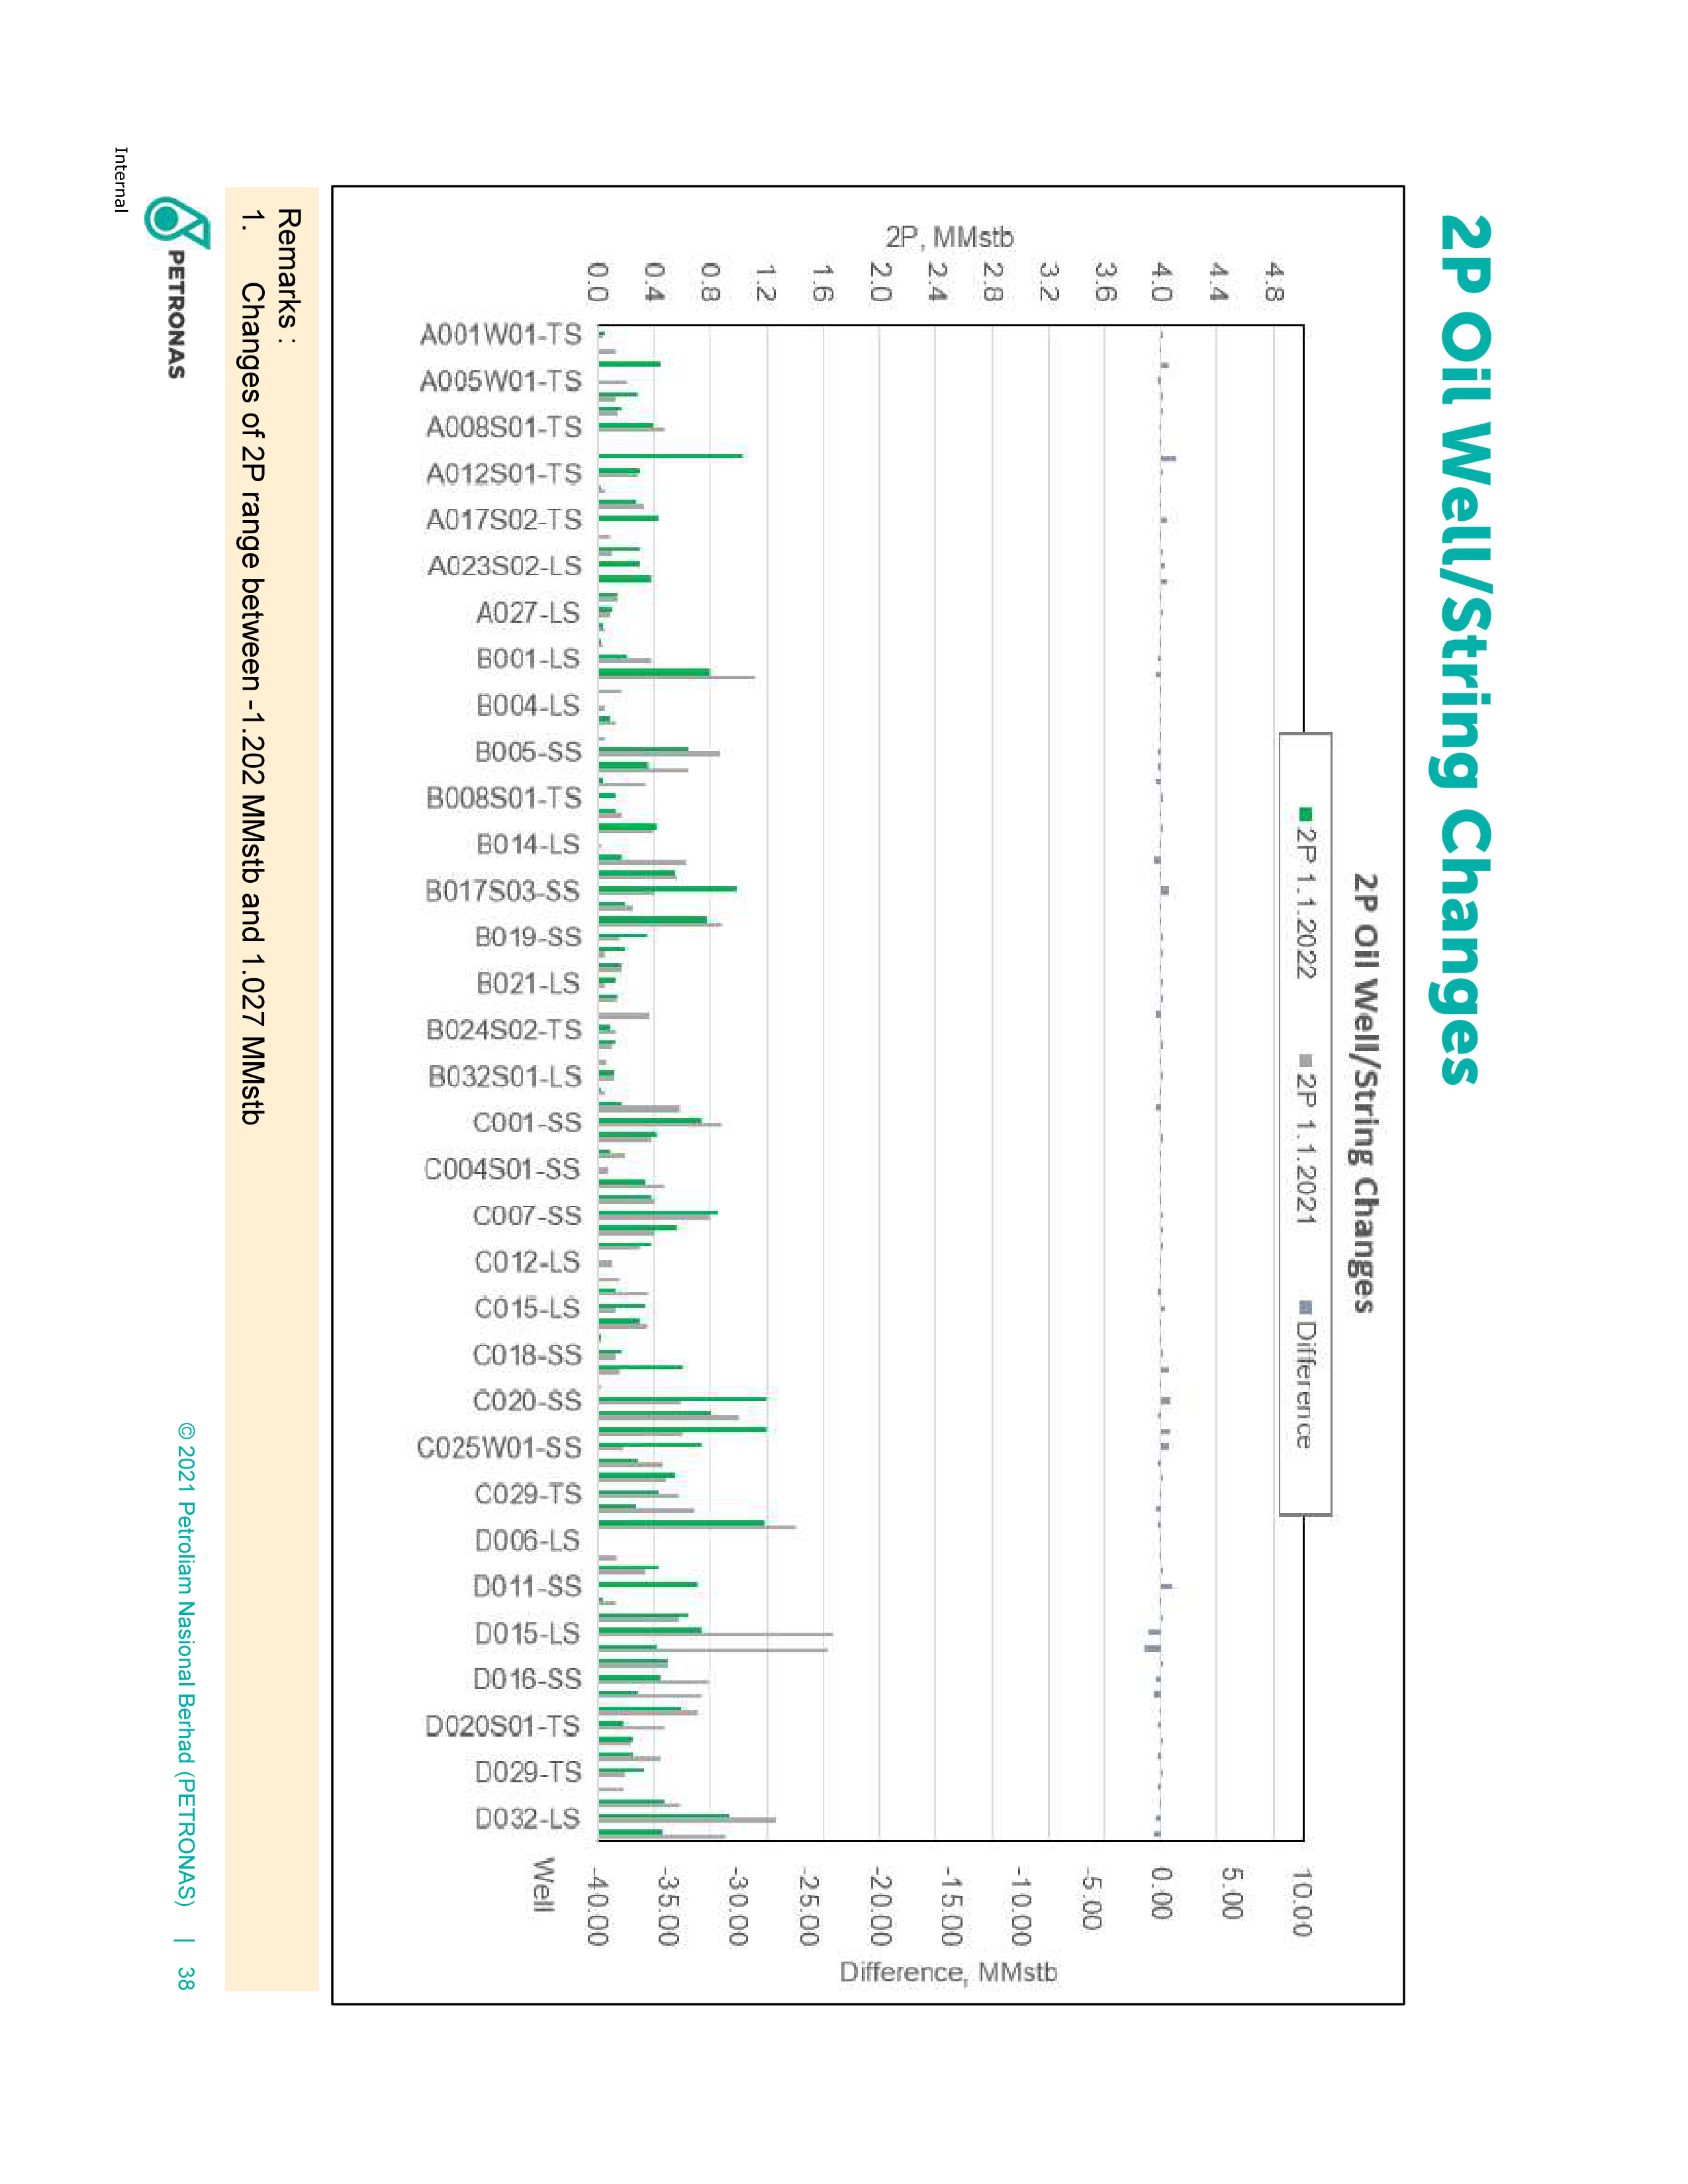 2P Oil Well/String Changes
2P Oil Well/String Changes
2P 1.1.2022 2P 1.1.2021 Difference
2P, MMstb
4.8
4.4
4.0
3.6
3.2
2.8
2.4
2.0
1.6
1.2
0.8
0.4
0.0
10.00
5.00
0.00
-5.00
-10.00
-15.00
-20.00
-25.00
-30.00
-35.00
-40.00
Difference, MMstb
A001W01-TS
A005W01-TS
A008S01-TS
A012S01-TS
A017S02-TS
A023S02-LS
A027-LS
B001-LS
B004-LS
B005-SS
B008S01-TS
B014-LS
B017S03-SS
B019-SS
B021-LS
B024S02-TS
B032S01-LS
C001-SS
C004S01-SS
C007-SS
C012-LS
C015-LS
C018-SS
C020-SS
C025W01-SS
C029-TS
D006-LS
D011-SS
D015-LS
D016-SS
D020S01-TS
D029-TS
D032-LS
Well
Remarks :
1. Changes of 2P range between -1.202 MMstb and 1.027 MMstb
PETRONAS
© 2021 Petroliam Nasional Berhad (PETRONAS) | 38
Internal